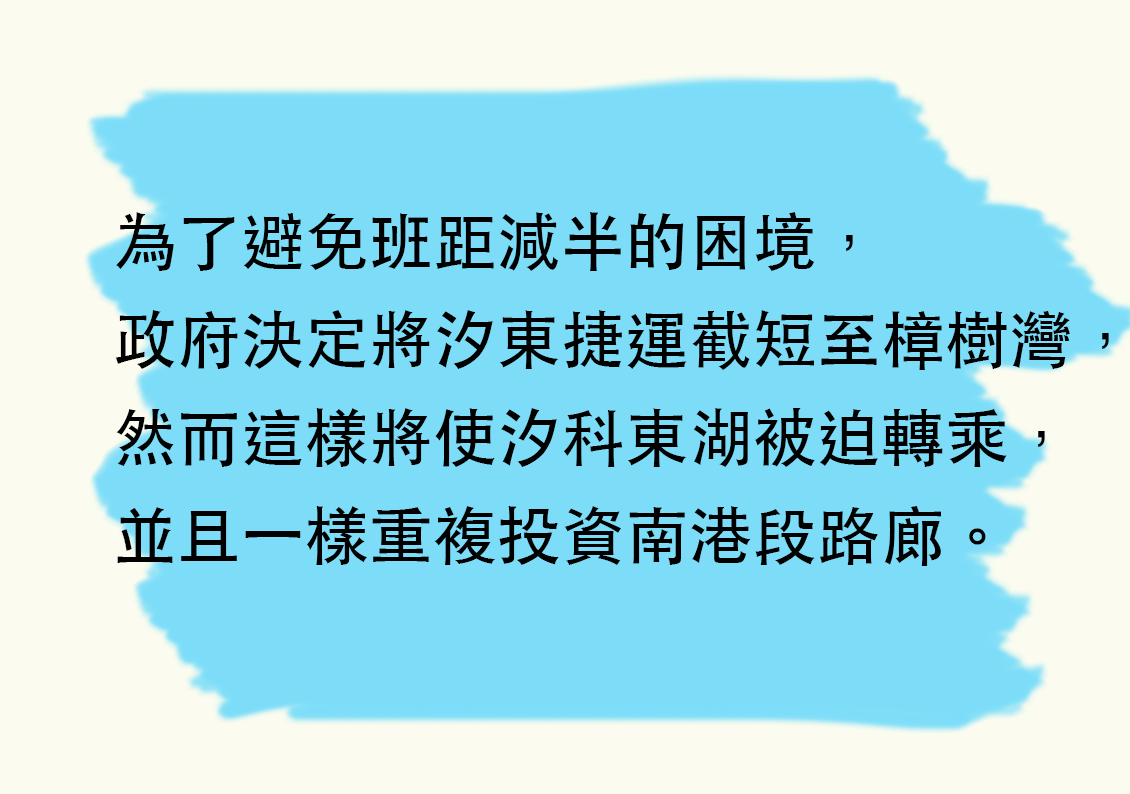 為了避免班距減半的困境，
政府決定將汐東捷運截短至樟樹灣，
然而這樣將使汐科東湖被迫轉乘，
並且一樣重複投資南港段路廊。